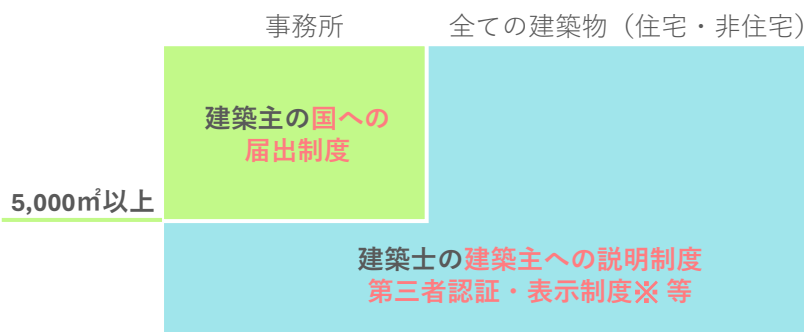 事務所
全ての建築物（住宅・非住宅）
建築主の国への
届出制度
5,000㎡以上
建築士の建築主への説明制度
第三者認証・表示制度※ 等